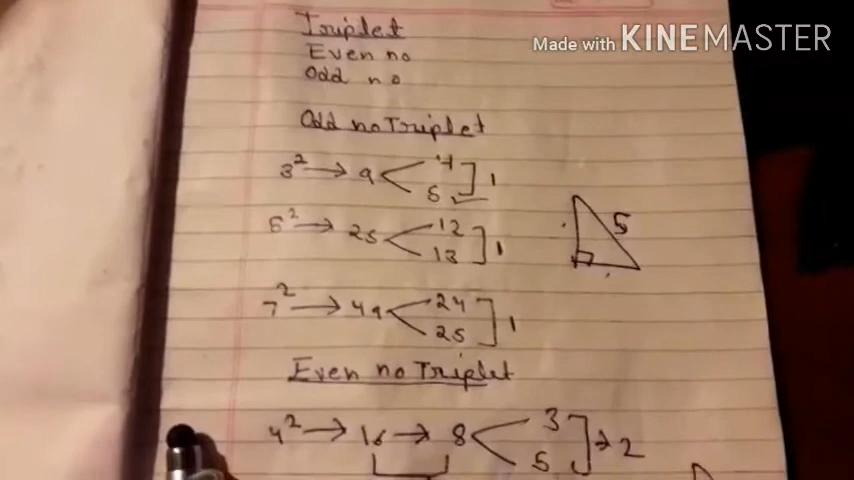 Made with KINEMASTER
Triplet
Even no
Odd no
Odd no Triplet
3² → 9 < 4 5 ] 1
5² → 25 < 12 13 ] 1
5
7² → 49 < 24 25 ] 1
Even no Triplet
4² → 16 → 8 < 3 5 ] → 2